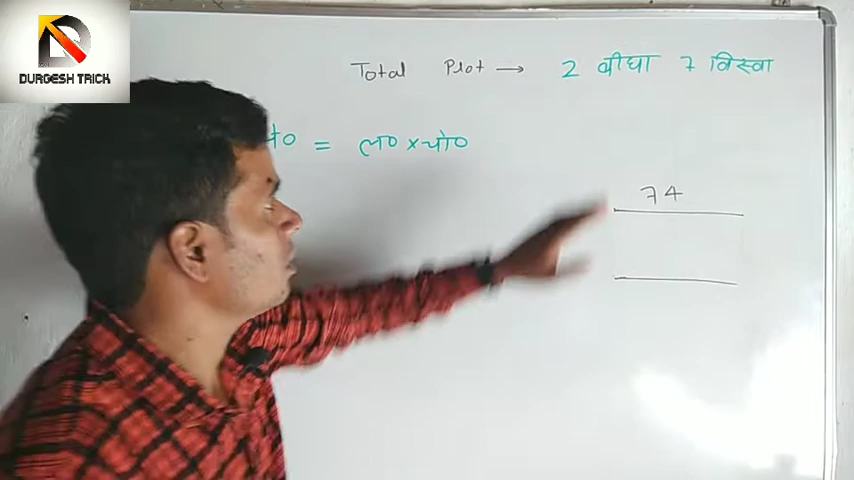 DURGESH TRICK
Total Plot → 2 बीघा 7 विस्वा
= ल० × चौ०
74